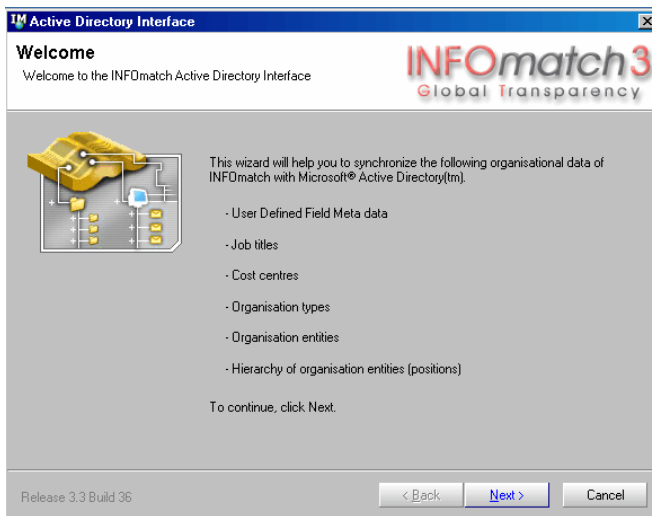 IM Active Directory Interface
Welcome
Welcome to the INFOmatch Active Directory Interface
INFOmatch 3
Global Transparency
This wizard will help you to synchronize the following organisational data of
INFOmatch with Microsoft® Active Directory(tm).
- User Defined Field Meta data
- Job titles
- Cost centres
- Organisation types
- Organisation entities
- Hierarchy of organisation entities (positions)
To continue, click Next.
Release 3.3 Build 36
< Back
Next >
Cancel